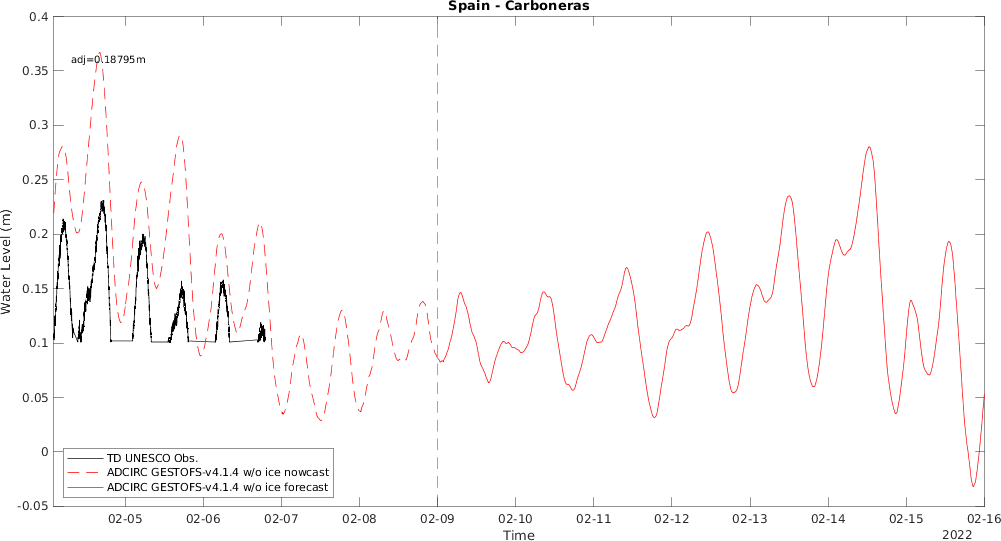 Spain - Carboneras
Water Level (m)
0.4
0.35
0.3
0.25
0.2
0.15
0.1
0.05
0
-0.05
adj=0.18795m
TD UNESCO Obs.
ADCIRC GESTOFS-v4.1.4 w/o ice nowcast
ADCIRC GESTOFS-v4.1.4 w/o ice forecast
02-05 02-06 02-07 02-08 02-09 02-10 02-11 02-12 02-13 02-14 02-15 02-16
Time
2022